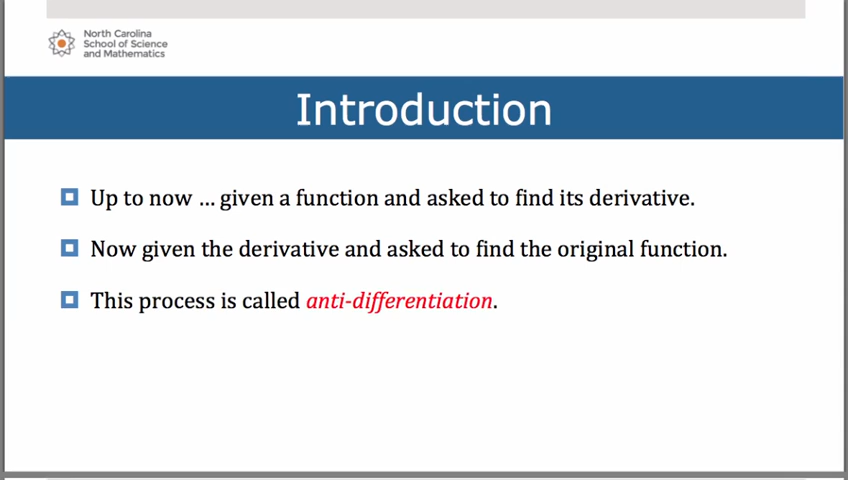 North Carolina
School of Science
and Mathematics
Introduction
Up to now ... given a function and asked to find its derivative.
Now given the derivative and asked to find the original function.
This process is called anti-differentiation.